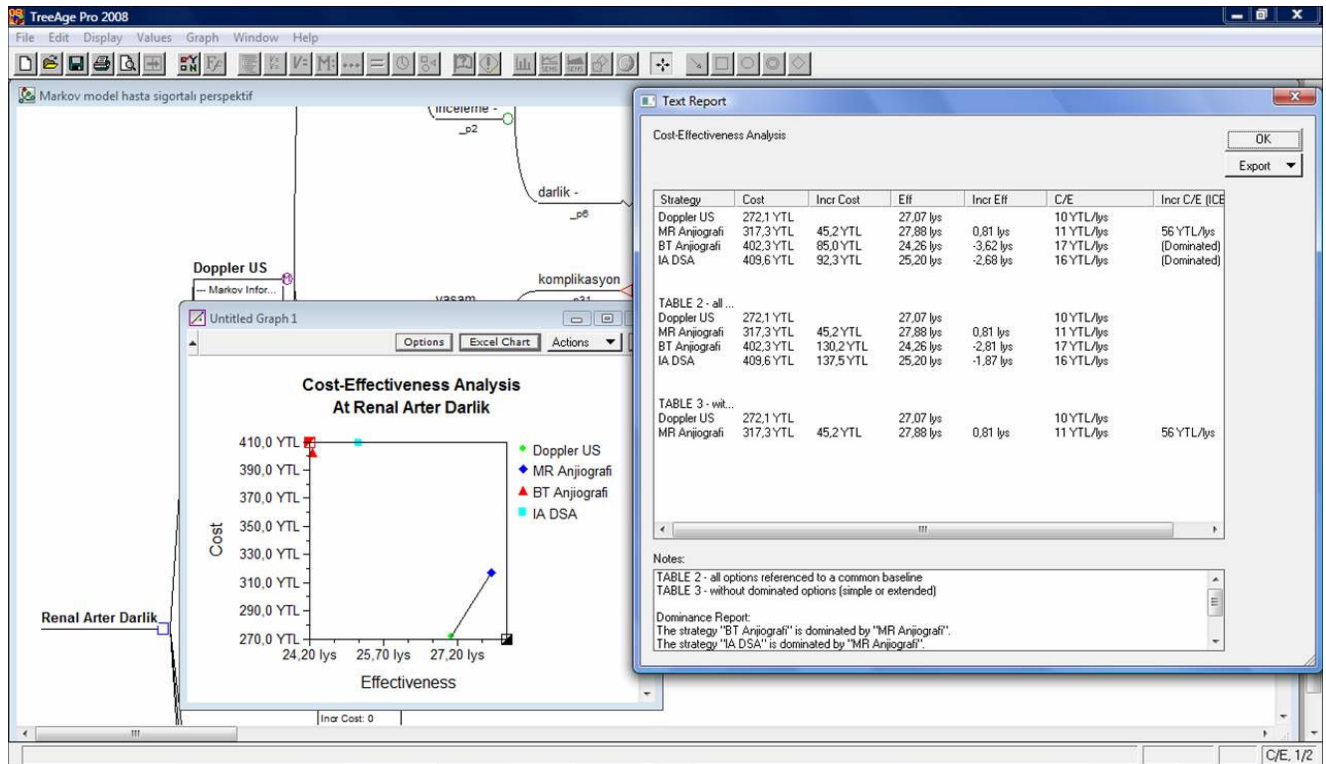 TreeAge Pro 2008
File Edit Display Values Graph Window Help
Markov model hasta sigortalı perspektif
inceleme -
_p2
darlik -
_p6
Doppler US
--- Markov Infor...
komplikasyon
yasam
_p31
Renal Arter Darlik
Incr Cost: 0
Untitled Graph 1
Options Excel Chart Actions
Cost-Effectiveness Analysis
At Renal Arter Darlik
410,0 YTL
390,0 YTL
370,0 YTL
350,0 YTL
330,0 YTL
310,0 YTL
290,0 YTL
270,0 YTL
Cost
24,20 lys 25,70 lys 27,20 lys
Effectiveness
Doppler US
MR Anjiografi
BT Anjiografi
IA DSA
Text Report
Cost-Effectiveness Analysis
OK
Export
Strategy Cost Incr Cost Eff Incr Eff C/E Incr C/E (ICE
Doppler US 272,1 YTL 27,07 lys 10 YTL/lys
MR Anjiografi 317,3 YTL 45,2 YTL 27,88 lys 0,81 lys 11 YTL/lys 56 YTL/lys
BT Anjiografi 402,3 YTL 85,0 YTL 24,26 lys -3,62 lys 17 YTL/lys (Dominated)
IA DSA 409,6 YTL 92,3 YTL 25,20 lys -2,68 lys 16 YTL/lys (Dominated)
TABLE 2 - all ...
Doppler US 272,1 YTL 27,07 lys 10 YTL/lys
MR Anjiografi 317,3 YTL 45,2 YTL 27,88 lys 0,81 lys 11 YTL/lys
BT Anjiografi 402,3 YTL 130,2 YTL 24,26 lys -2,81 lys 17 YTL/lys
IA DSA 409,6 YTL 137,5 YTL 25,20 lys -1,87 lys 16 YTL/lys
TABLE 3 - wit...
Doppler US 272,1 YTL 27,07 lys 10 YTL/lys
MR Anjiografi 317,3 YTL 45,2 YTL 27,88 lys 0,81 lys 11 YTL/lys 56 YTL/lys
Notes:
TABLE 2 - all options referenced to a common baseline
TABLE 3 - without dominated options (simple or extended)
Dominance Report:
The strategy "BT Anjiografi" is dominated by "MR Anjiografi".
The strategy "IA DSA" is dominated by "MR Anjiografi".
C/E, 1/2